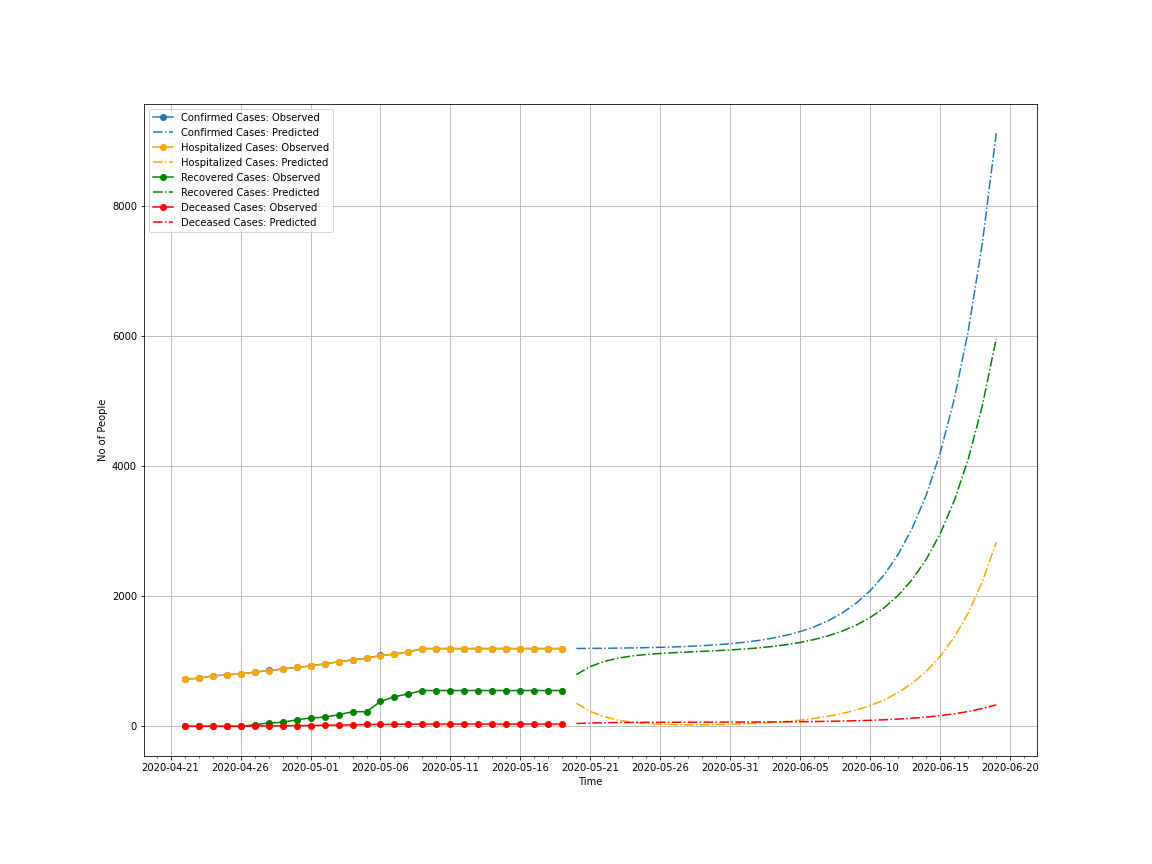 Confirmed Cases: Observed
Confirmed Cases: Predicted
Hospitalized Cases: Observed
Hospitalized Cases: Predicted
Recovered Cases: Observed
Recovered Cases: Predicted
Deceased Cases: Observed
Deceased Cases: Predicted
8000
6000
4000
2000
0
No of People
2020-04-21 2020-04-26 2020-05-01 2020-05-06 2020-05-11 2020-05-16 2020-05-21 2020-05-26 2020-05-31 2020-06-05 2020-06-10 2020-06-15 2020-06-20
Time